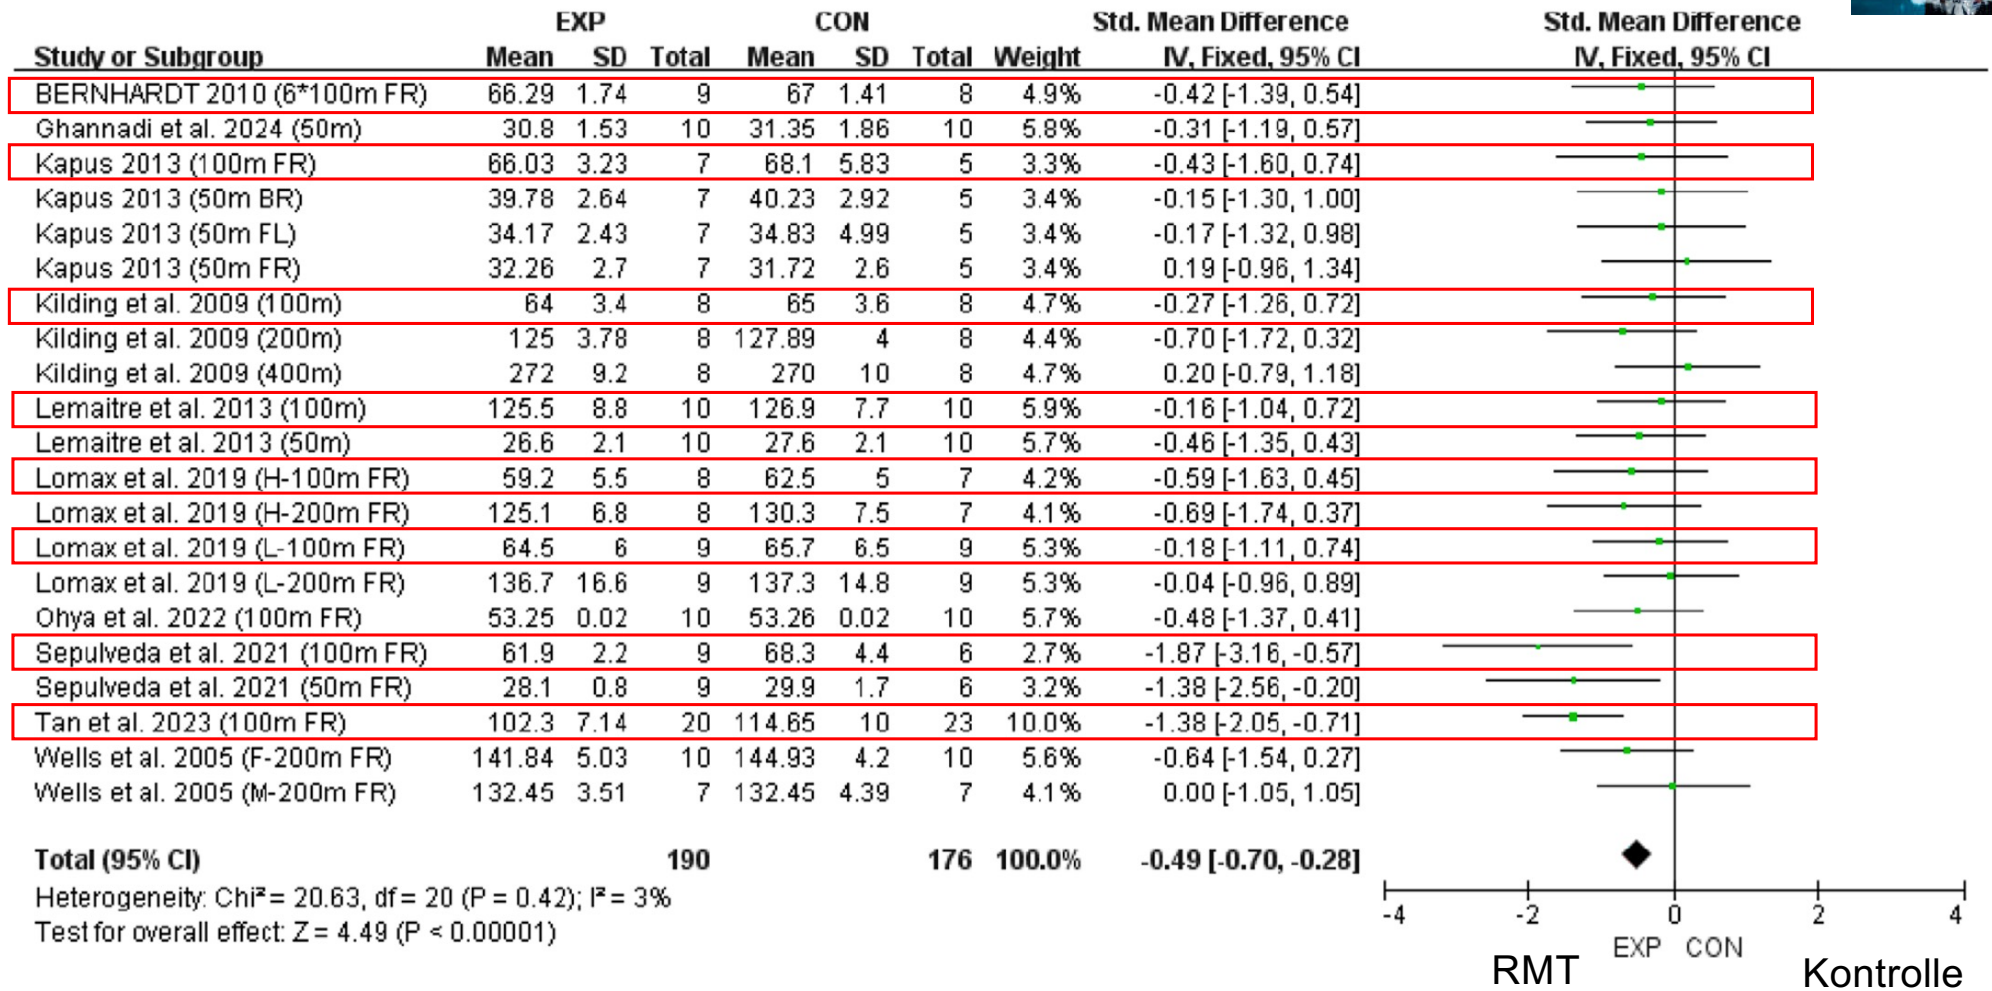 EXP CON Std. Mean Difference Std. Mean Difference
Study or Subgroup Mean SD Total Mean SD Total Weight IV, Fixed, 95% CI IV, Fixed, 95% CI
BERNHARDT 2010 (6*100m FR) 66.29 1.74 9 67 1.41 8 4.9% -0.42 [-1.39, 0.54]
Ghannadi et al. 2024 (50m) 30.8 1.53 10 31.35 1.86 10 5.8% -0.31 [-1.19, 0.57]
Kapus 2013 (100m FR) 66.03 3.23 7 68.1 5.83 5 3.3% -0.43 [-1.60, 0.74]
Kapus 2013 (50m BR) 39.78 2.64 7 40.23 2.92 5 3.4% -0.15 [-1.30, 1.00]
Kapus 2013 (50m FL) 34.17 2.43 7 34.83 4.99 5 3.4% -0.17 [-1.32, 0.98]
Kapus 2013 (50m FR) 32.26 2.7 7 31.72 2.6 5 3.4% 0.19 [-0.96, 1.34]
Kilding et al. 2009 (100m) 64 3.4 8 65 3.6 8 4.7% -0.27 [-1.26, 0.72]
Kilding et al. 2009 (200m) 125 3.78 8 127.89 4 8 4.4% -0.70 [-1.72, 0.32]
Kilding et al. 2009 (400m) 272 9.2 8 270 10 8 4.7% 0.20 [-0.79, 1.18]
Lemaitre et al. 2013 (100m) 125.5 8.8 10 126.9 7.7 10 5.9% -0.16 [-1.04, 0.72]
Lemaitre et al. 2013 (50m) 26.6 2.1 10 27.6 2.1 10 5.7% -0.46 [-1.35, 0.43]
Lomax et al. 2019 (H-100m FR) 59.2 5.5 8 62.5 5 7 4.2% -0.59 [-1.63, 0.45]
Lomax et al. 2019 (H-200m FR) 125.1 6.8 8 130.3 7.5 7 4.1% -0.69 [-1.74, 0.37]
Lomax et al. 2019 (L-100m FR) 64.5 6 9 65.7 6.5 9 5.3% -0.18 [-1.11, 0.74]
Lomax et al. 2019 (L-200m FR) 136.7 16.6 9 137.3 14.8 9 5.3% -0.04 [-0.96, 0.89]
Ohya et al. 2022 (100m FR) 53.25 0.02 10 53.26 0.02 10 5.7% -0.48 [-1.37, 0.41]
Sepulveda et al. 2021 (100m FR) 61.9 2.2 9 68.3 4.4 6 2.7% -1.87 [-3.16, -0.57]
Sepulveda et al. 2021 (50m FR) 28.1 0.8 9 29.9 1.7 6 3.2% -1.38 [-2.56, -0.20]
Tan et al. 2023 (100m FR) 102.3 7.14 20 114.65 10 23 10.0% -1.38 [-2.05, -0.71]
Wells et al. 2005 (F-200m FR) 141.84 5.03 10 144.93 4.2 10 5.6% -0.64 [-1.54, 0.27]
Wells et al. 2005 (M-200m FR) 132.45 3.51 7 132.45 4.39 7 4.1% 0.00 [-1.05, 1.05]
Total (95% CI) 190 176 100.0% -0.49 [-0.70, -0.28]
Heterogeneity: Chi² = 20.63, df = 20 (P = 0.42); I² = 3%
Test for overall effect: Z = 4.49 (P < 0.00001)
-4 -2 0 2 4
EXP CON
RMT Kontrolle